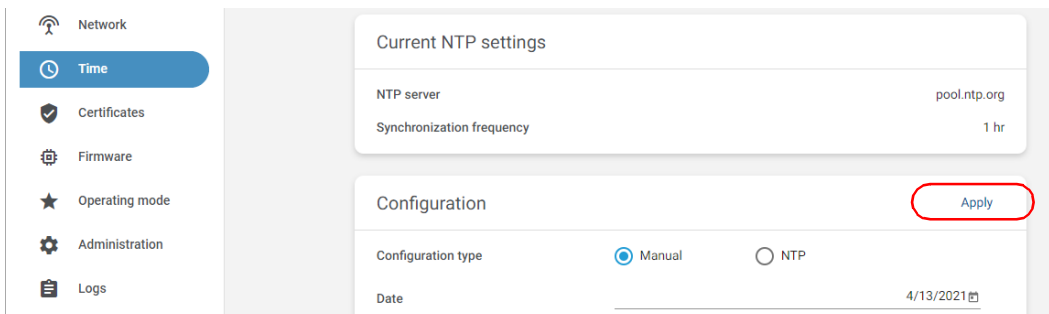 Network
Time
Certificates
Firmware
Operating mode
Administration
Logs
Current NTP settings
NTP server pool.ntp.org
Synchronization frequency 1 hr
Configuration Apply
Configuration type Manual NTP
Date 4/13/2021